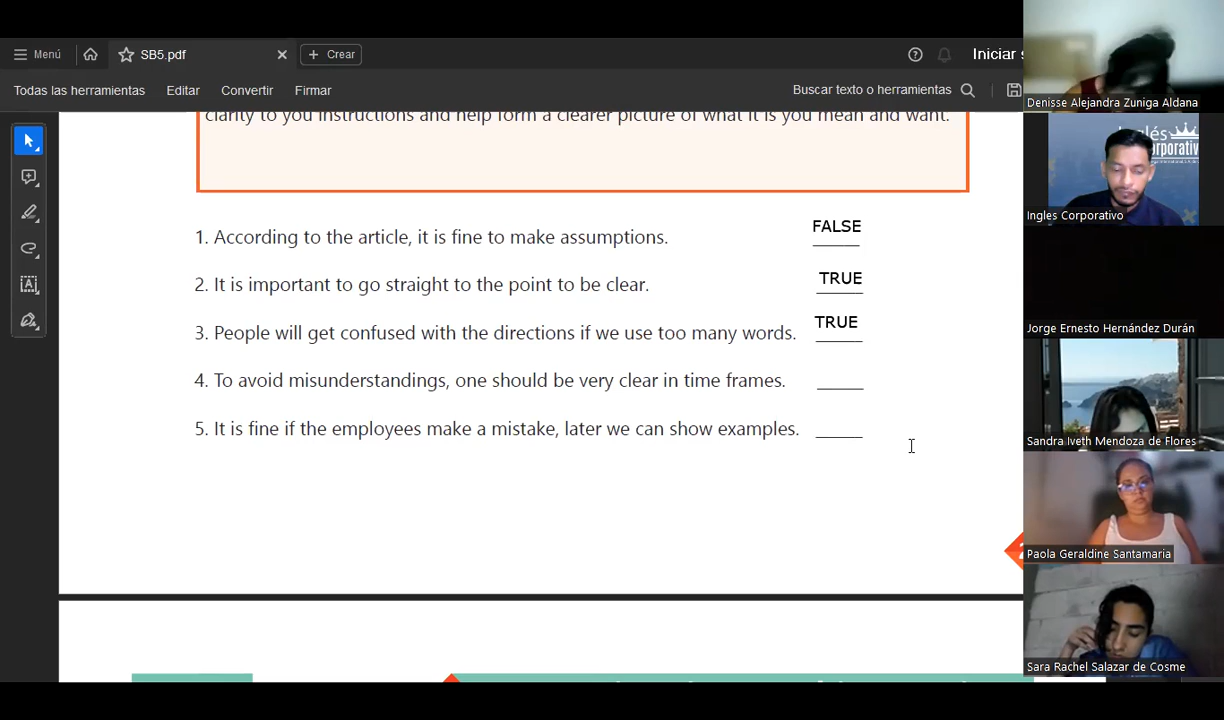 Menú
SB5.pdf
Crear
Iniciar s
Todas las herramientas
Editar
Convertir
Firmar
Buscar texto o herramientas
clarity to you instructions and help form a clearer picture of what it is you mean and want.
1. According to the article, it is fine to make assumptions. FALSE
2. It is important to go straight to the point to be clear. TRUE
3. People will get confused with the directions if we use too many words. TRUE
4. To avoid misunderstandings, one should be very clear in time frames. _____
5. It is fine if the employees make a mistake, later we can show examples. _____
Denisse Alejandra Zuniga Aldana
Inglés
Corporativ
Ingles Corporativo
Jorge Ernesto Hernández Durán
Sandra Iveth Mendoza de Flores
Paola Geraldine Santamaria
Sara Rachel Salazar de Cosme